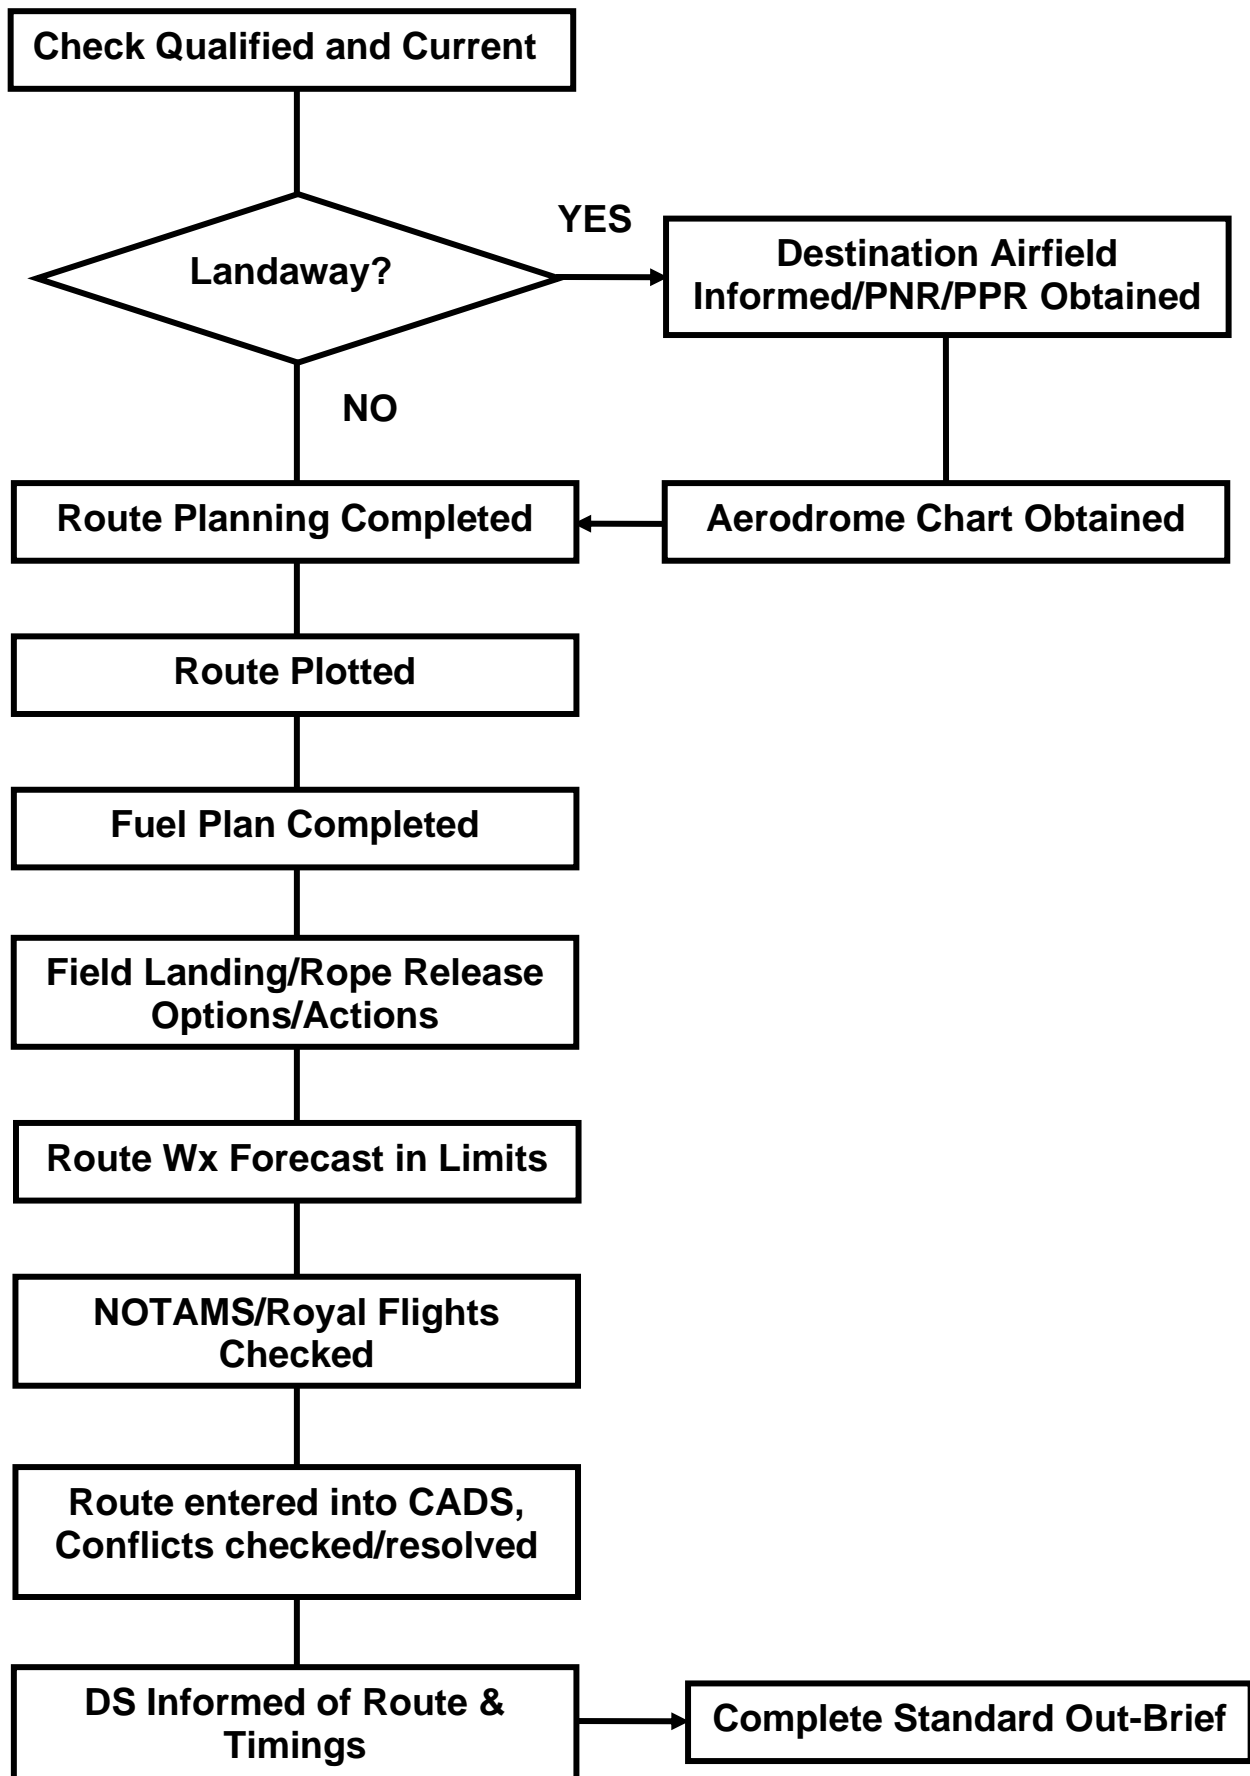 Check Qualified and Current
YES
Landaway?
Destination Airfield
Informed/PNR/PPR Obtained
NO
Route Planning Completed
Aerodrome Chart Obtained
Route Plotted
Fuel Plan Completed
Field Landing/Rope Release
Options/Actions
Route Wx Forecast in Limits
NOTAMS/Royal Flights
Checked
Route entered into CADS,
Conflicts checked/resolved
DS Informed of Route &
Timings
Complete Standard Out-Brief